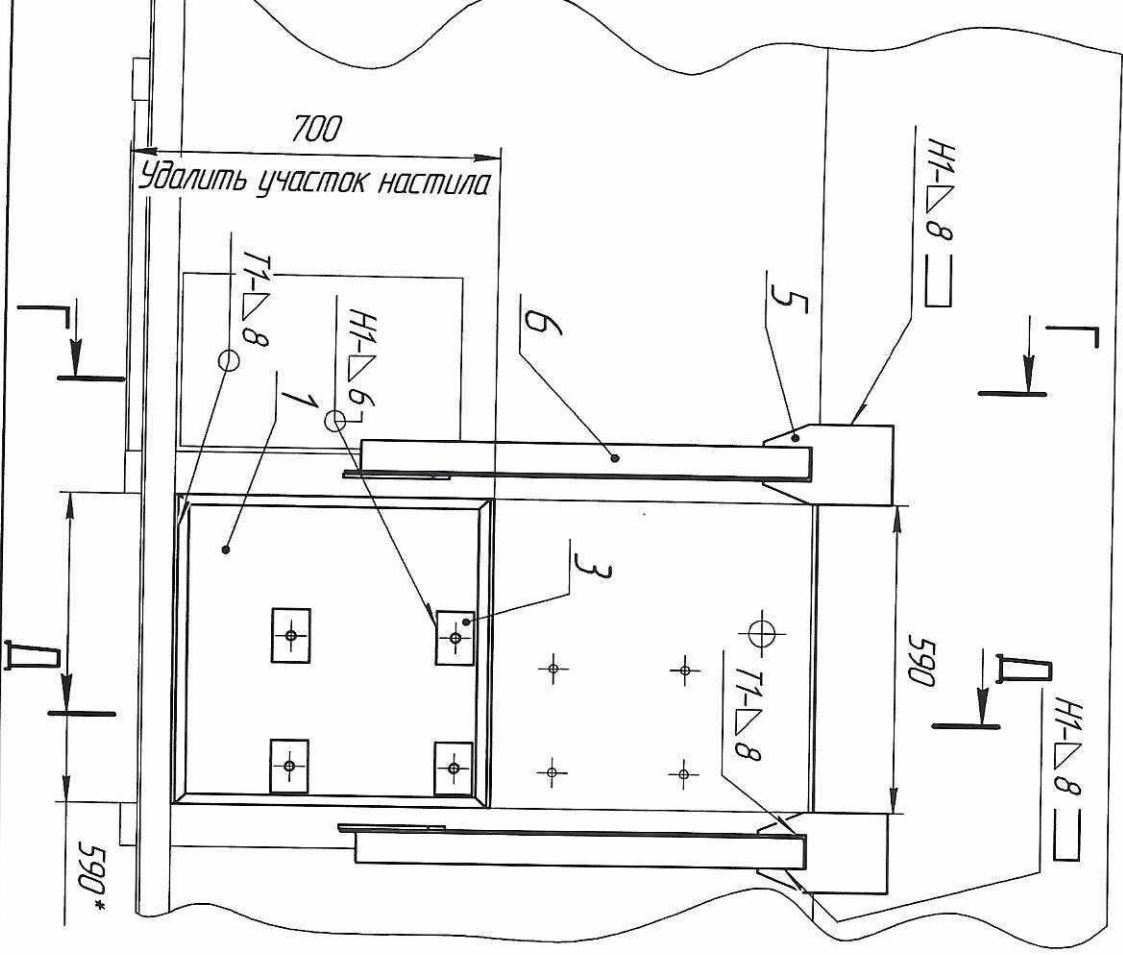 700
Удалить участок настила
Н1-△ 8
Т1-△ 8
Н1-△ 6
1
6
5
3
Г
Г
590
Д
Д
Т1-△ 8
Н1-△ 8
590*